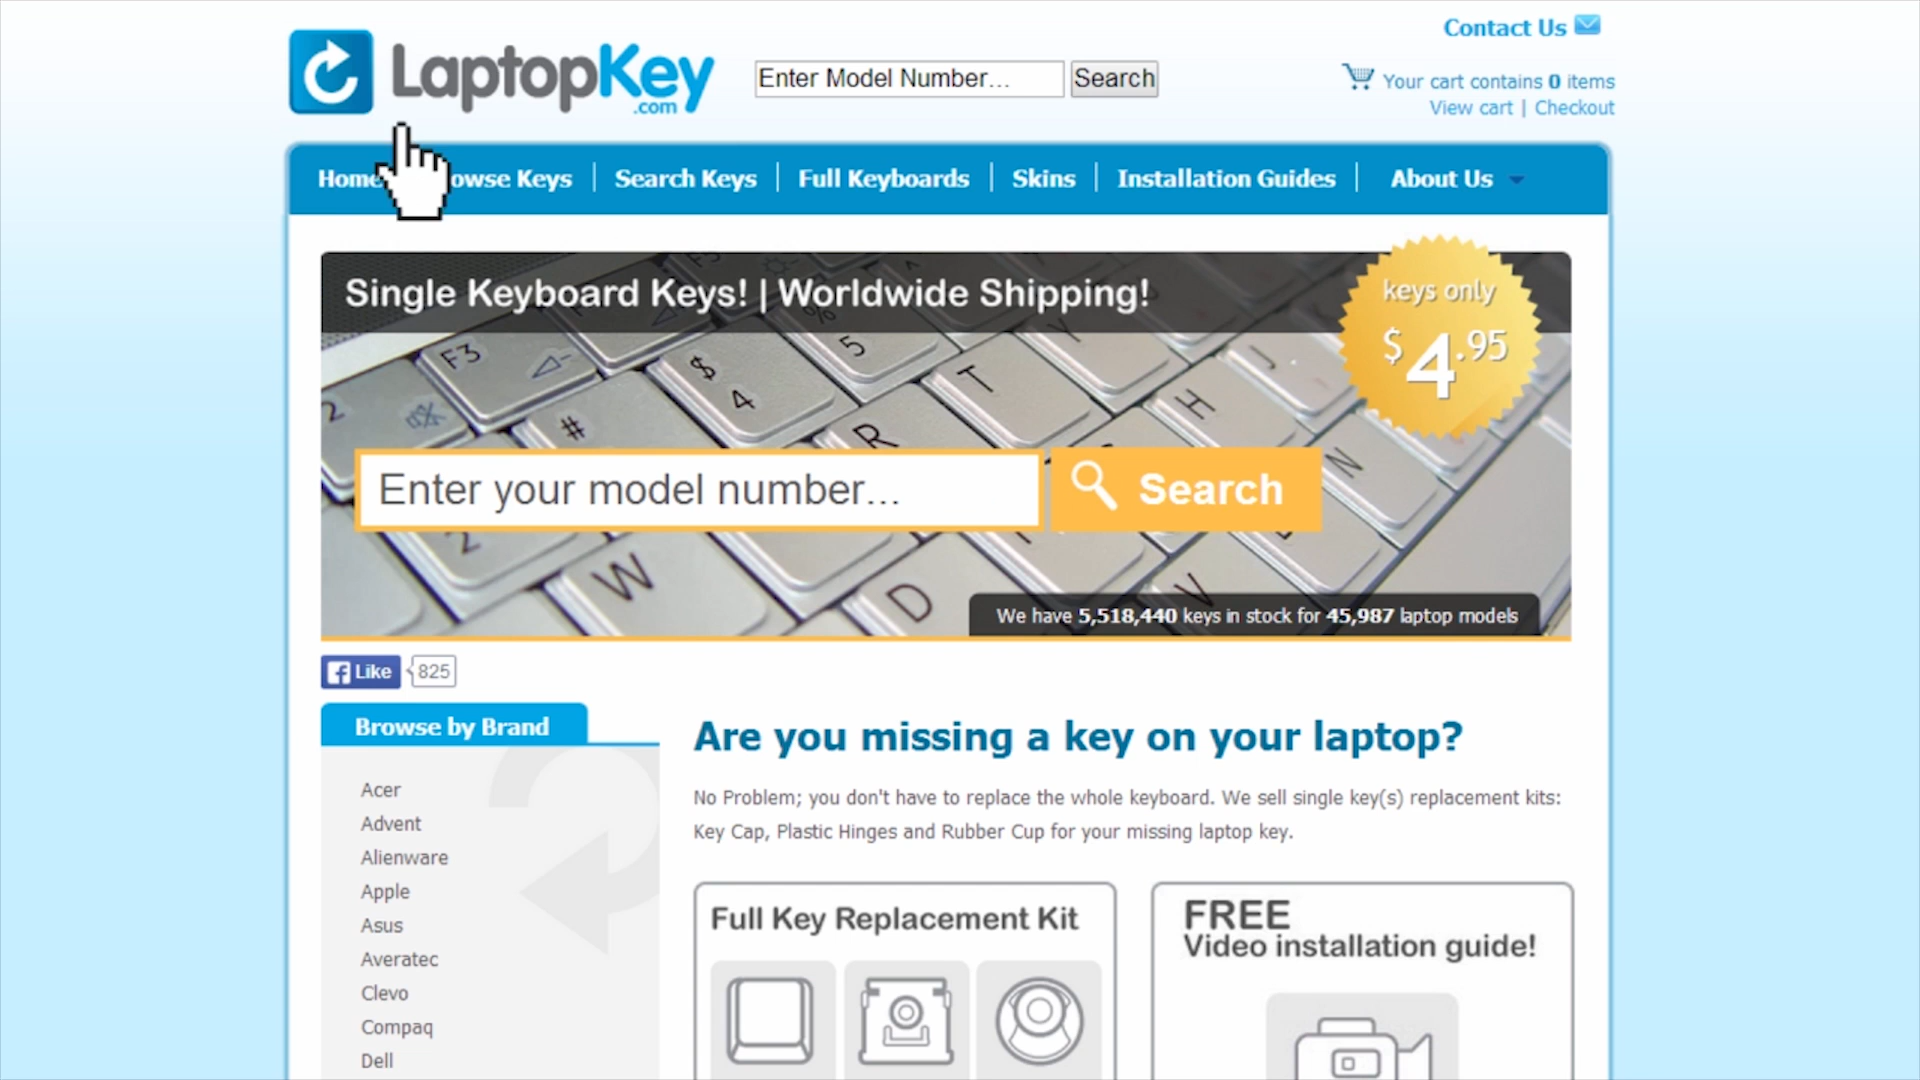 Contact Us
LaptopKey
.com
Enter Model Number...
Search
Your cart contains 0 items
View cart | Checkout
Home
owse Keys
Search Keys
Full Keyboards
Skins
Installation Guides
About Us
Single Keyboard Keys! | Worldwide Shipping!
keys only
$4.95
F3
$
4
%
5
2
#
R
T
Y
J
H
N
Enter your model number...
Search
2
W
D
V
We have 5,518,440 keys in stock for 45,987 laptop models
Like
825
Browse by Brand
Acer
Advent
Alienware
Apple
Asus
Averatec
Clevo
Compaq
Dell
Are you missing a key on your laptop?
No Problem; you don't have to replace the whole keyboard. We sell single key(s) replacement kits:
Key Cap, Plastic Hinges and Rubber Cup for your missing laptop key.
Full Key Replacement Kit
FREE
Video installation guide!